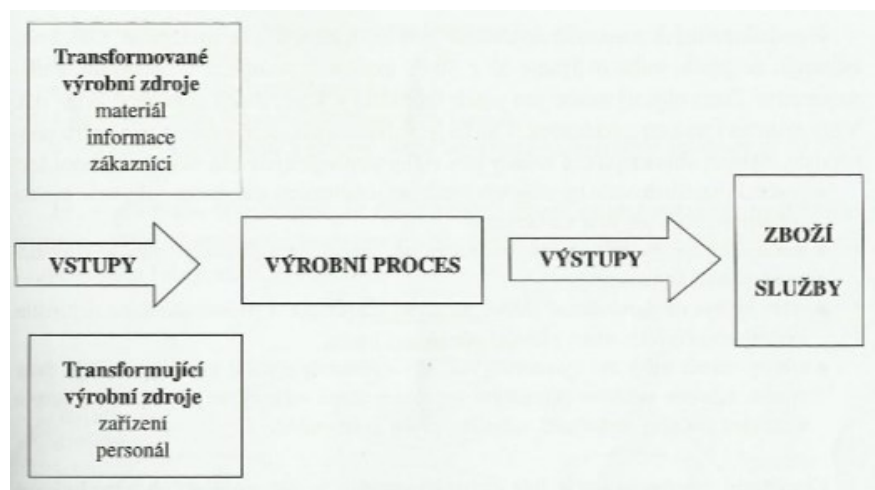 Transformované
výrobní zdroje
materiál
informace
zákazníci
VSTUPY
VÝROBNÍ PROCES
VÝSTUPY
ZBOŽÍ
SLUŽBY
Transformující
výrobní zdroje
zařízení
personál